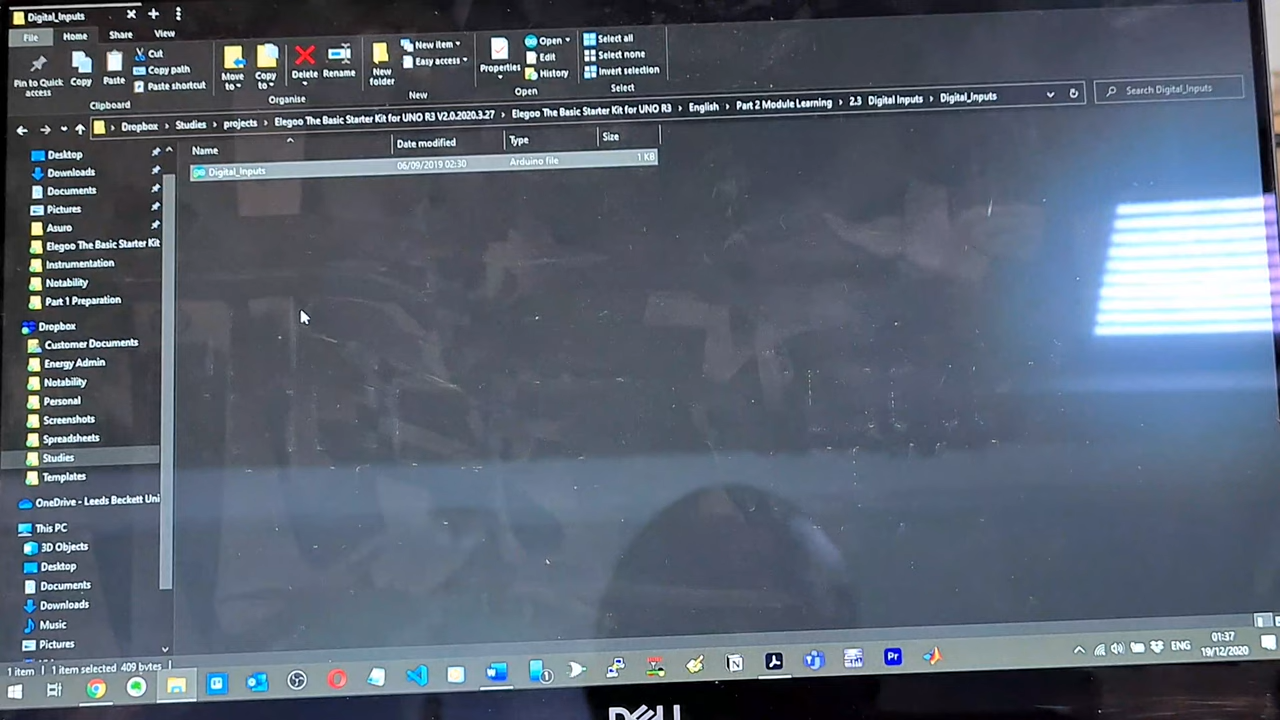 Digital_Inputs
File Home Share View
Pin to Quick access
Copy
Paste
Cut
Copy path
Paste shortcut
Clipboard
Move to
Copy to
Delete
Rename
Organise
New folder
New item
Easy access
New
Properties
Open
Edit
History
Open
Select all
Select none
Invert selection
Select
Dropbox Studies projects Elegoo The Basic Starter Kit for UNO R3 V2.0.2020.3.27 Elegoo The Basic Starter Kit for UNO R3 English Part 2 Module Learning 2.3 Digital Inputs Digital_Inputs
Search Digital_Inputs
Name Date modified Type Size
Digital_Inputs 06/09/2019 02:30 Arduino file 1 KB
Desktop
Downloads
Documents
Pictures
Asuro
Elegoo The Basic Starter Kit
Instrumentation
Notability
Part 1 Preparation
Dropbox
Customer Documents
Energy Admin
Notability
Personal
Screenshots
Spreadsheets
Studies
Templates
OneDrive - Leeds Beckett Uni
This PC
3D Objects
Desktop
Documents
Downloads
Music
Pictures
1 item 1 item selected 409 bytes
Pr
ENG
01:37
19/12/2020
DELL